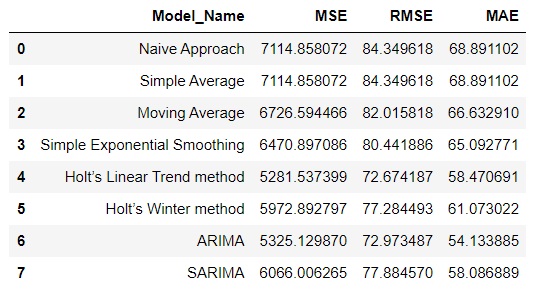 Model_Name MSE RMSE MAE
0 Naive Approach 7114.858072 84.349618 68.891102
1 Simple Average 7114.858072 84.349618 68.891102
2 Moving Average 6726.594466 82.015818 66.632910
3 Simple Exponential Smoothing 6470.897086 80.441886 65.092771
4 Holt’s Linear Trend method 5281.537399 72.674187 58.470691
5 Holt’s Winter method 5972.892797 77.284493 61.073022
6 ARIMA 5325.129870 72.973487 54.133885
7 SARIMA 6066.006265 77.884570 58.086889